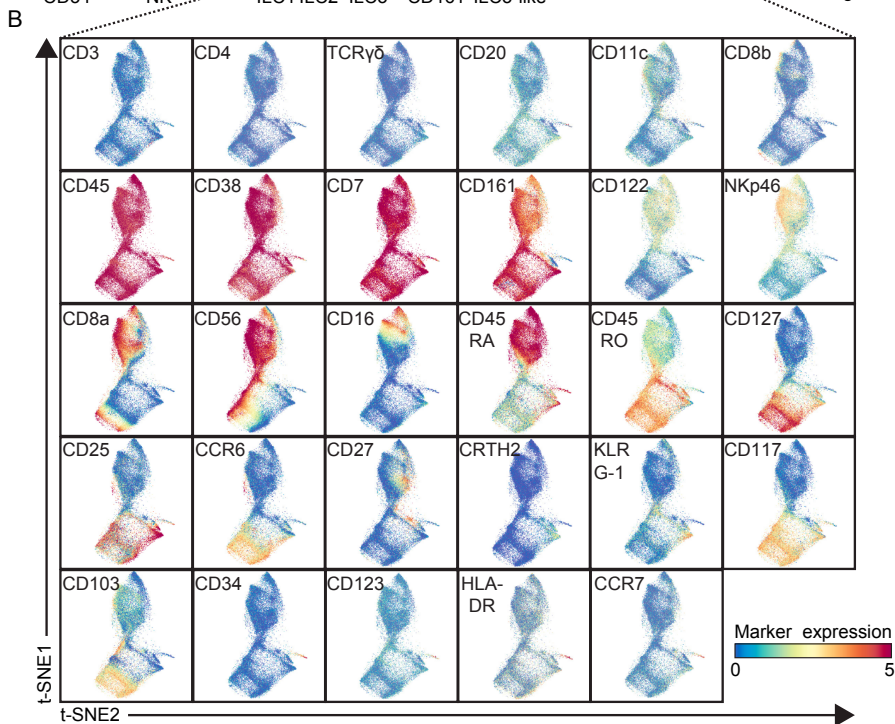 B
CD3 CD4 TCRγδ CD20 CD11c CD8b
CD45 CD38 CD7 CD161 CD122 NKp46
CD8a CD56 CD16 CD45 RA CD45 RO CD127
CD25 CCR6 CD27 CRTH2 KLR G-1 CD117
CD103 CD34 CD123 HLA-DR CCR7
Marker expression
0 5
t-SNE1
t-SNE2